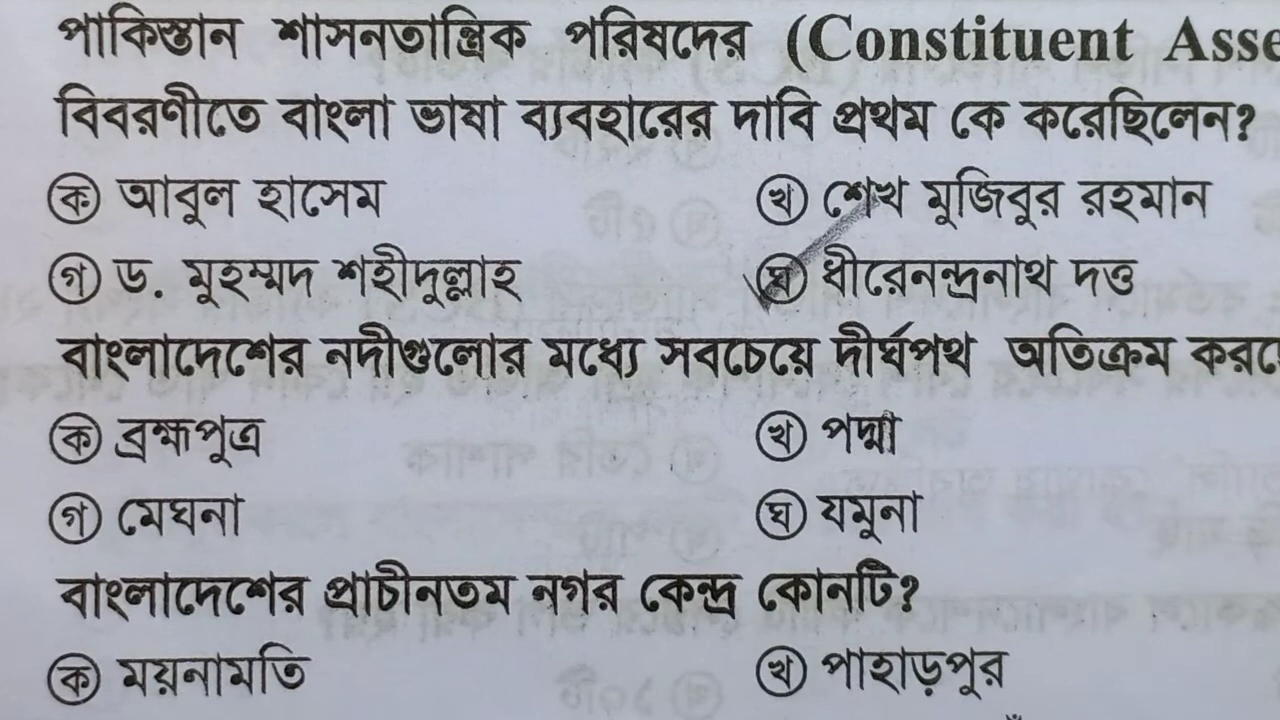 পাকিস্তান শাসনতান্ত্রিক পরিষদের (Constituent Asse
বিবরণীতে বাংলা ভাষা ব্যবহারের দাবি প্রথম কে করেছিলেন?
ক আবুল হাসেম খ শেখ মুজিবুর রহমান
গ ড. মুহম্মদ শহীদুল্লাহ ঘ ধীরেনন্দ্রনাথ দত্ত
বাংলাদেশের নদীগুলোর মধ্যে সবচেয়ে দীর্ঘপথ অতিক্রম করছে
ক ব্রহ্মপুত্র খ পদ্মা
গ মেঘনা ঘ যমুনা
বাংলাদেশের প্রাচীনতম নগর কেন্দ্র কোনটি?
ক ময়নামতি খ পাহাড়পুর